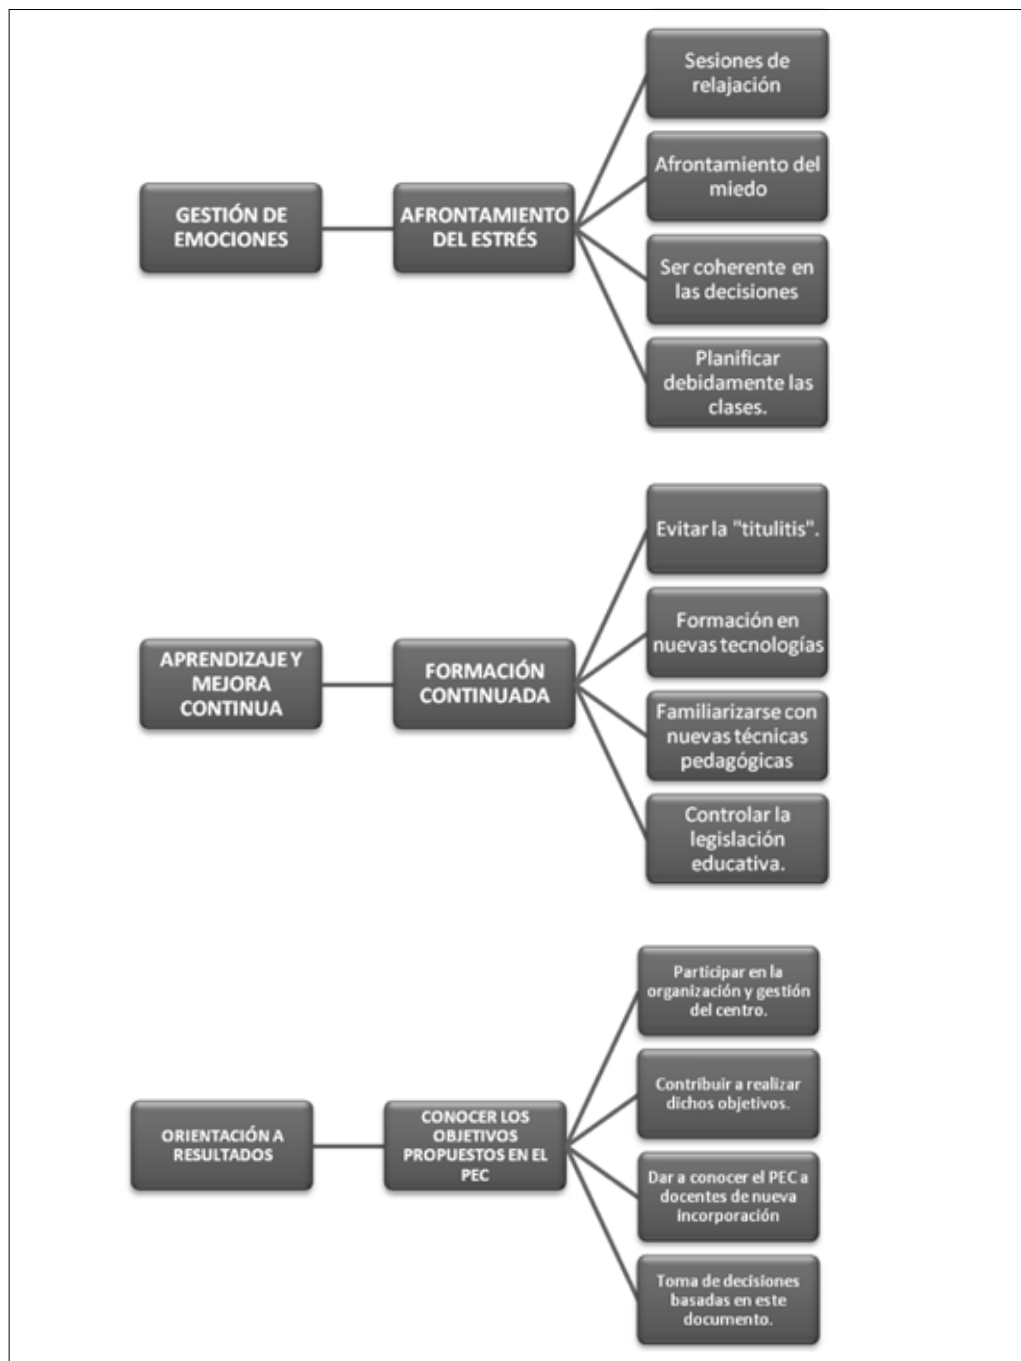 GESTIÓN DE
EMOCIONES
AFRONTAMIENTO
DEL ESTRÉS
Sesiones de
relajación
Afrontamiento del
miedo
Ser coherente en
las decisiones
Planificar
debidamente las
clases.
APRENDIZAJE Y
MEJORA
CONTINUA
FORMACIÓN
CONTINUADA
Evitar la "titulitis".
Formación en
nuevas tecnologías
Familiarizarse con
nuevas técnicas
pedagógicas
Controlar la
legislación
educativa.
ORIENTACIÓN A
RESULTADOS
CONOCER LOS
OBJETIVOS
PROPUESTOS EN EL
PEC
Participar en la
organización y gestión
del centro.
Contribuir a realizar
dichos objetivos.
Dar a conocer el PEC a
docentes de nueva
incorporación
Toma de decisiones
basadas en este
documento.